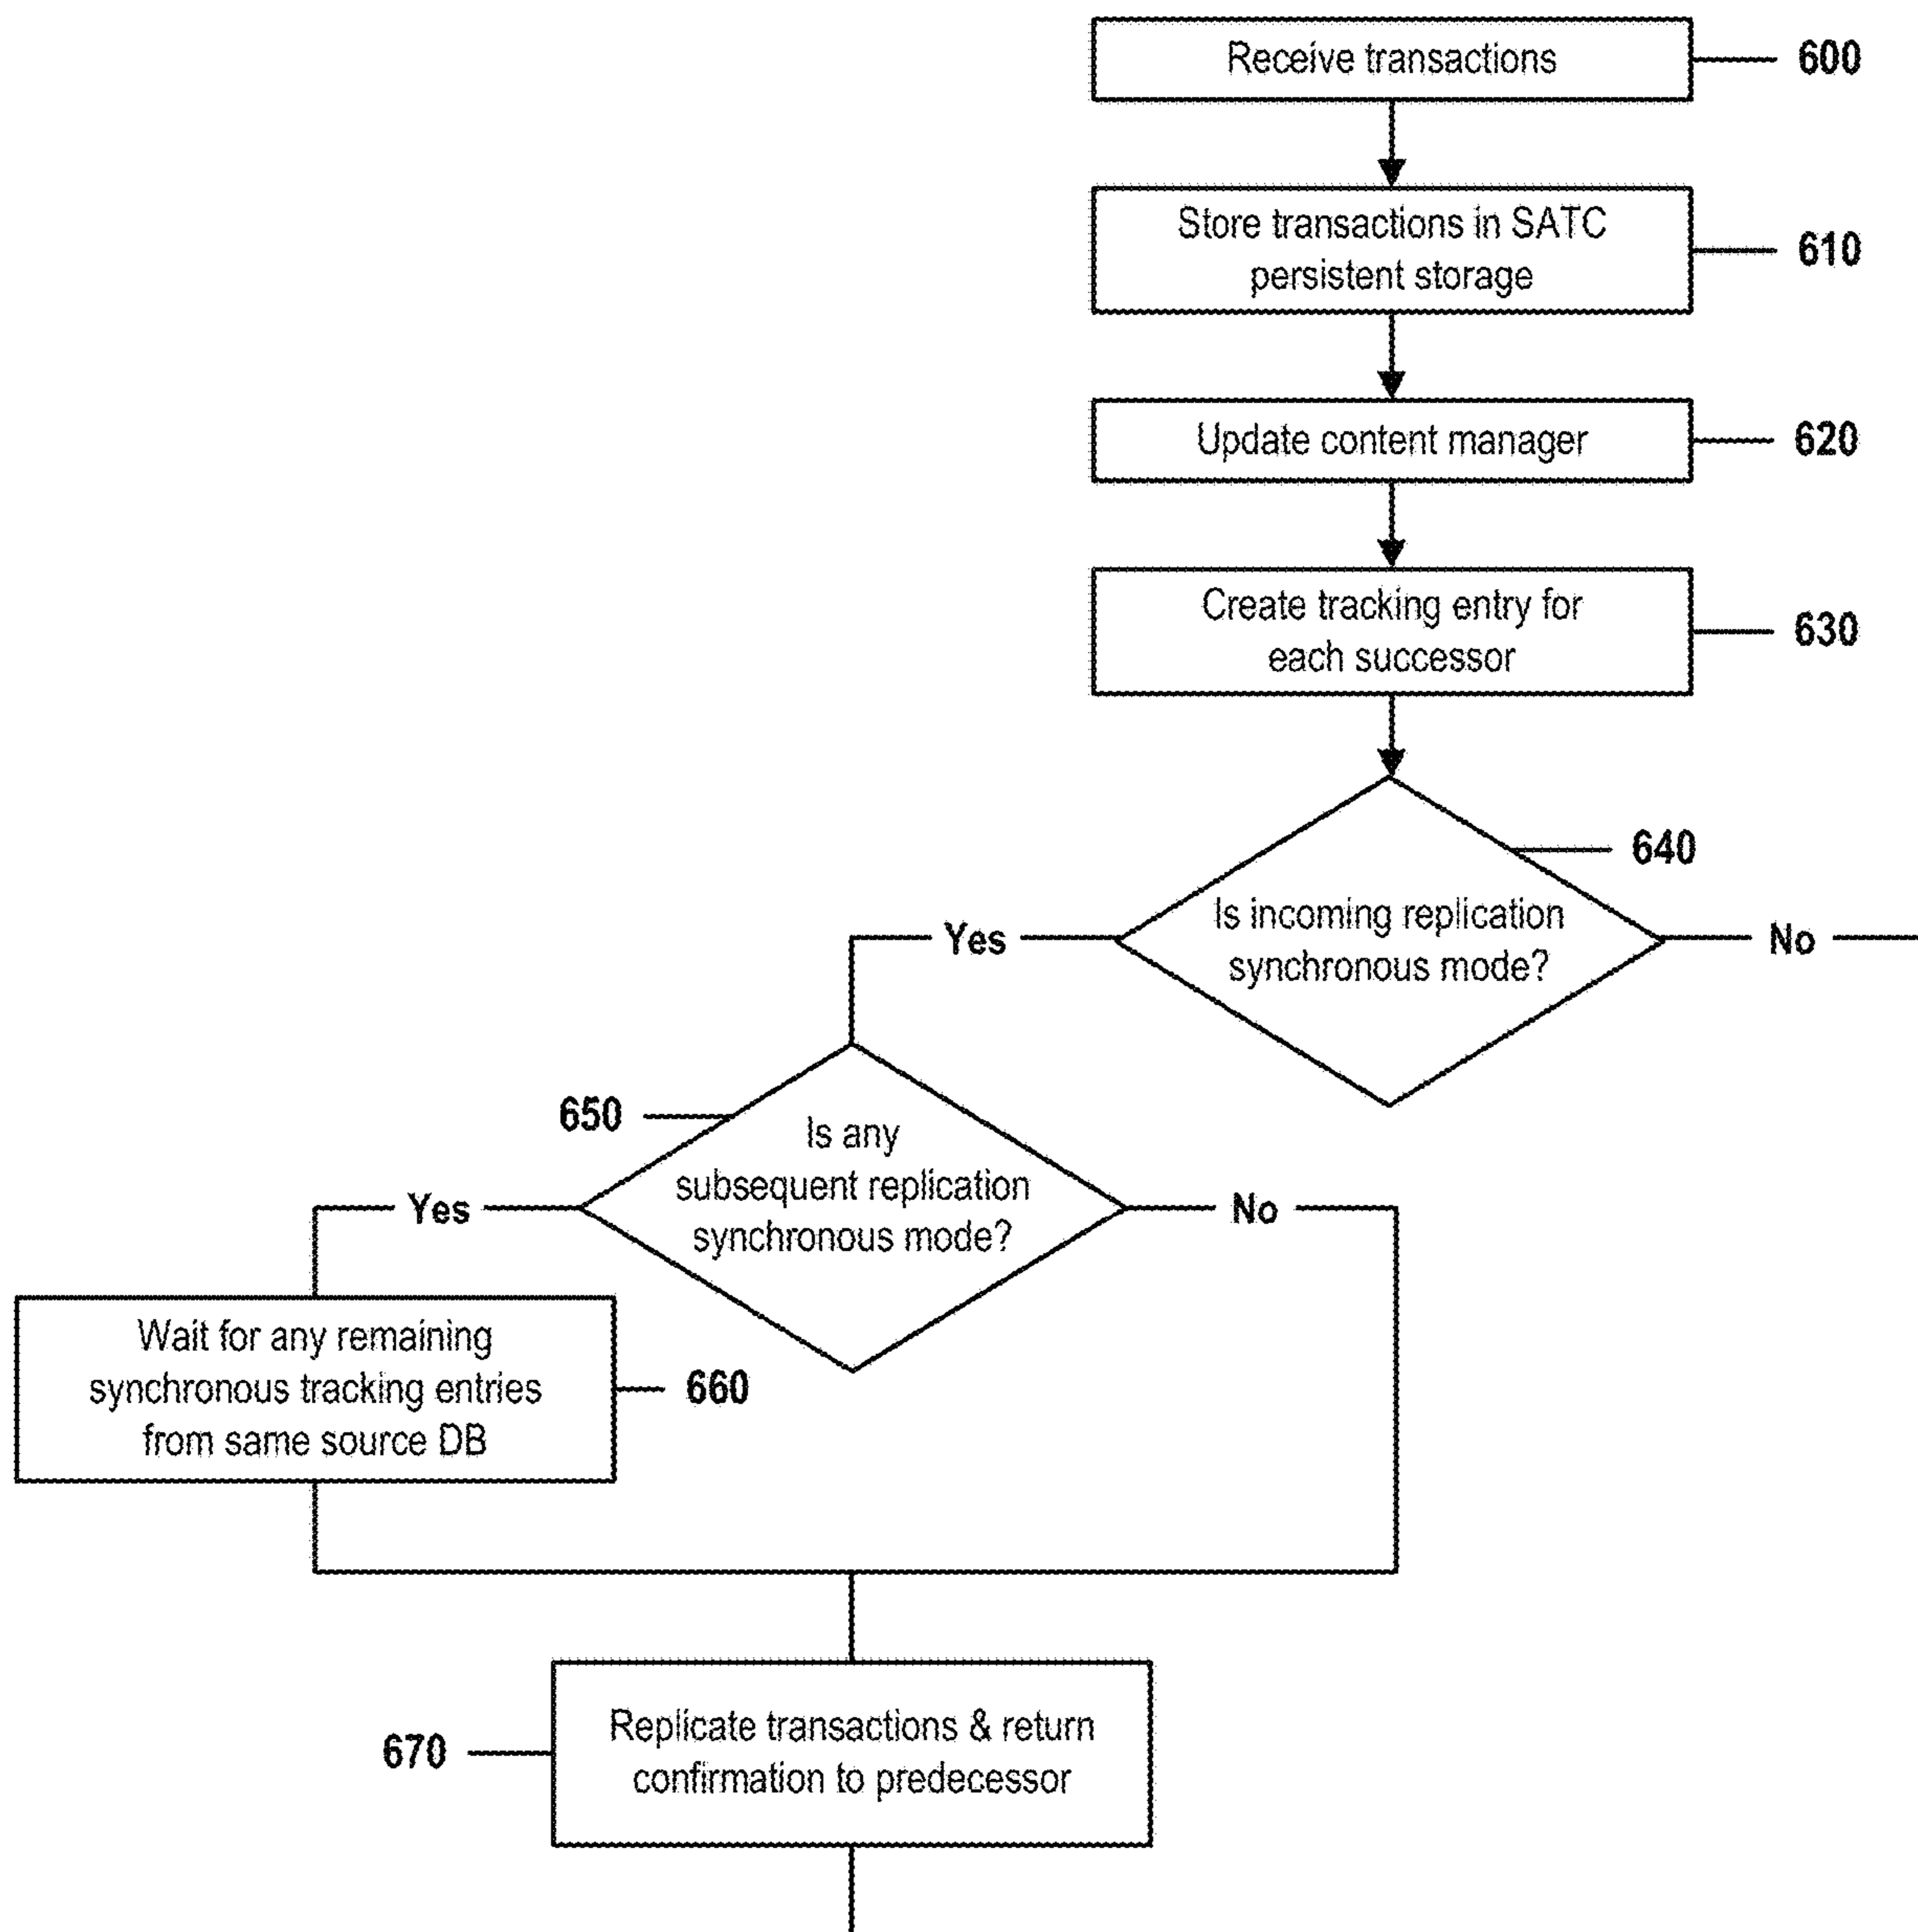 Receive transactions
600
Store transactions in SATC
persistent storage
610
Update content manager
620
Create tracking entry for
each successor
630
640
Is incoming replication
synchronous mode?
Yes
No
650
Is any
subsequent replication
synchronous mode?
Yes
No
Wait for any remaining
synchronous tracking entries
from same source DB
660
Replicate transactions & return
confirmation to predecessor
670